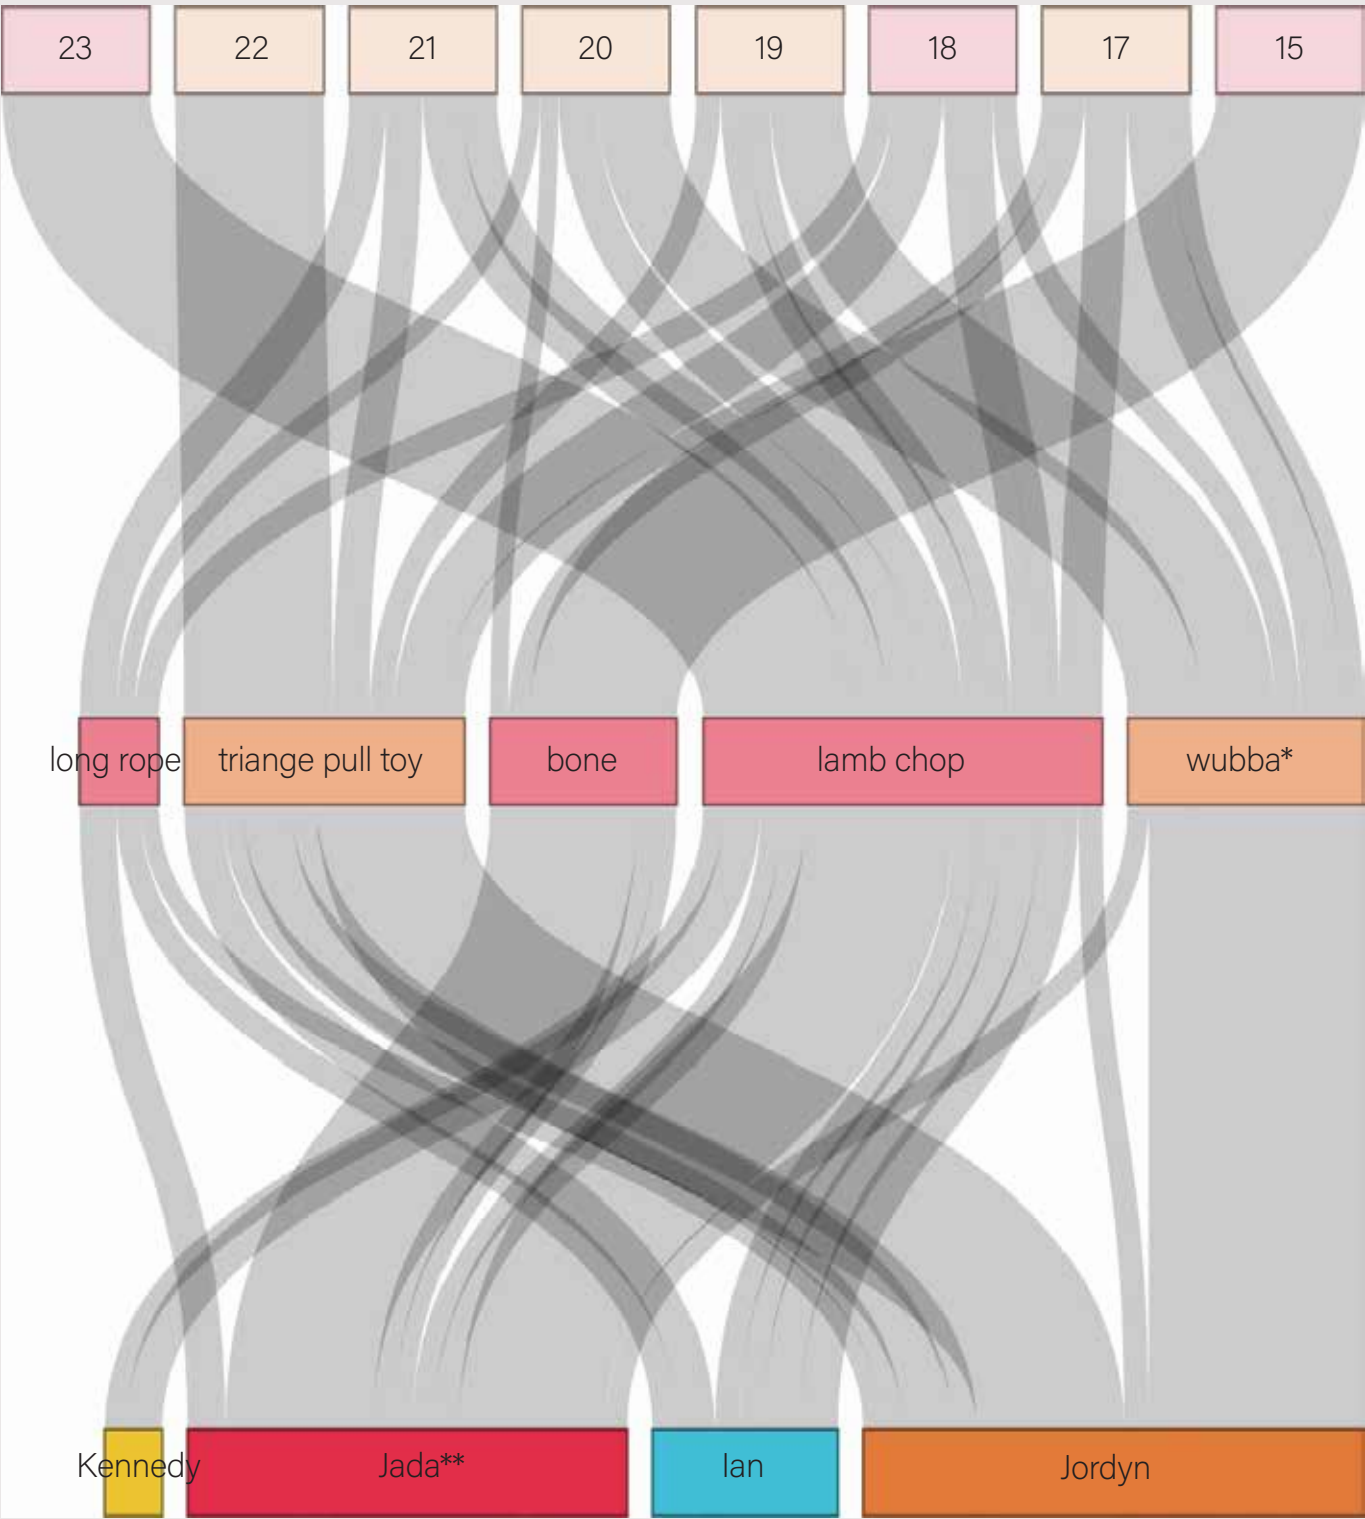 23 22 21 20 19 18 17 15
long rope triange pull toy bone lamb chop wubba*
Kennedy Jada** Ian Jordyn